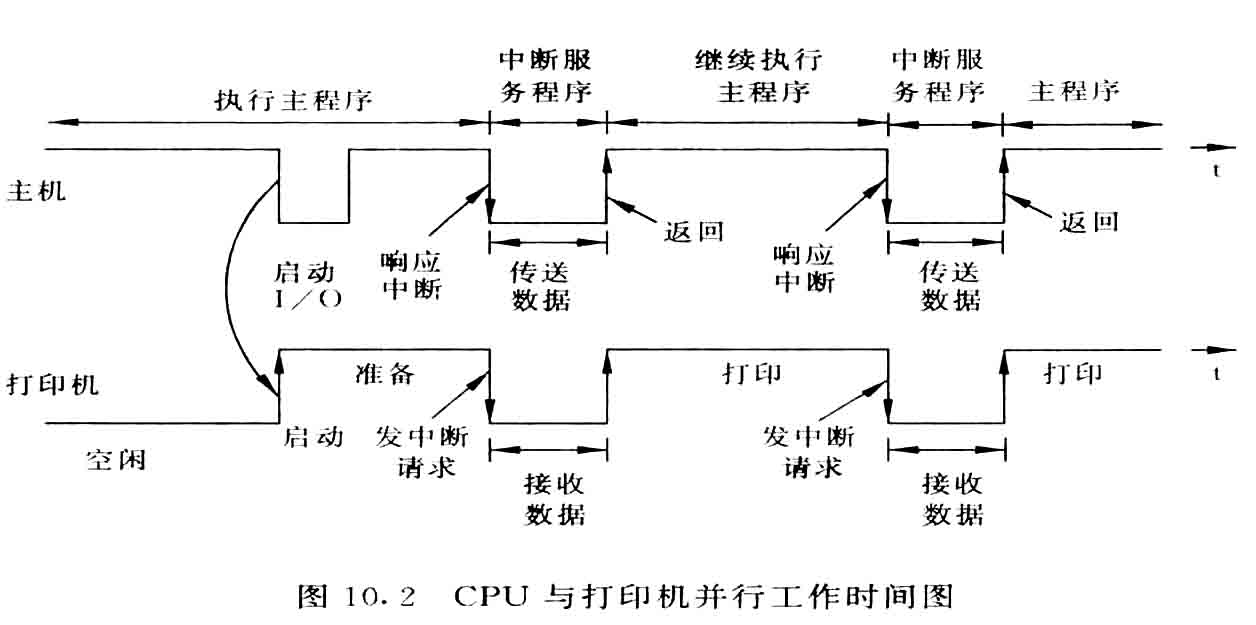 中断服
务程序
继续执行
主程序
中断服
务程序
执行主程序
主程序
主机
t
启动
I/O
响应
中断
传送
数据
返回
响应
中断
传送
数据
返回
打印机
准备
打印
打印
t
空闲
启动
发中断
请求
接收
数据
发中断
请求
接收
数据
图 10.2 CPU 与打印机并行工作时间图